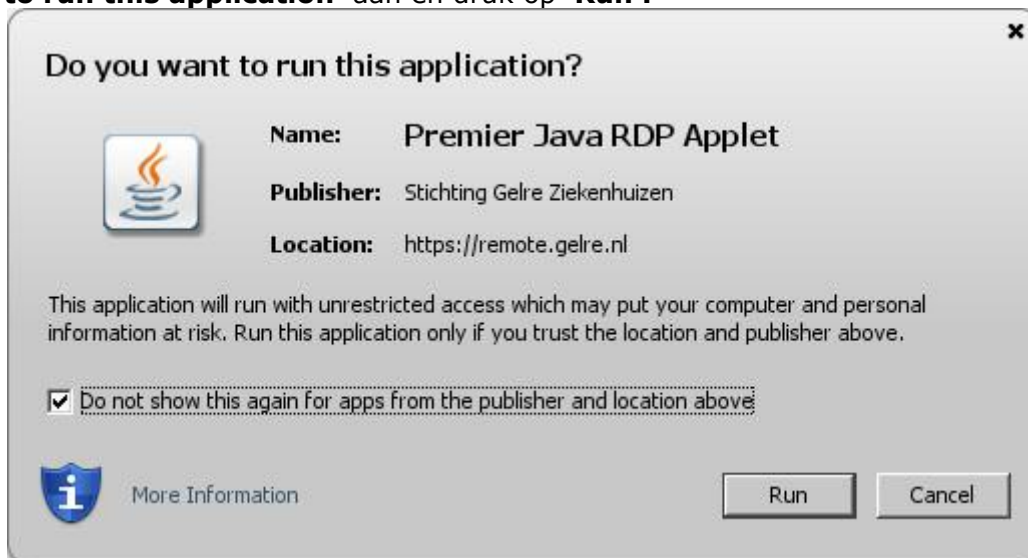 to run this application' aan en druk op 'Run'.
Do you want to run this application?
Name: Premier Java RDP Applet
Publisher: Stichting Gelre Ziekenhuizen
Location: https://remote.gelre.nl
This application will run with unrestricted access which may put your computer and personal
information at risk. Run this application only if you trust the location and publisher above.
Do not show this again for apps from the publisher and location above
More Information
Run Cancel